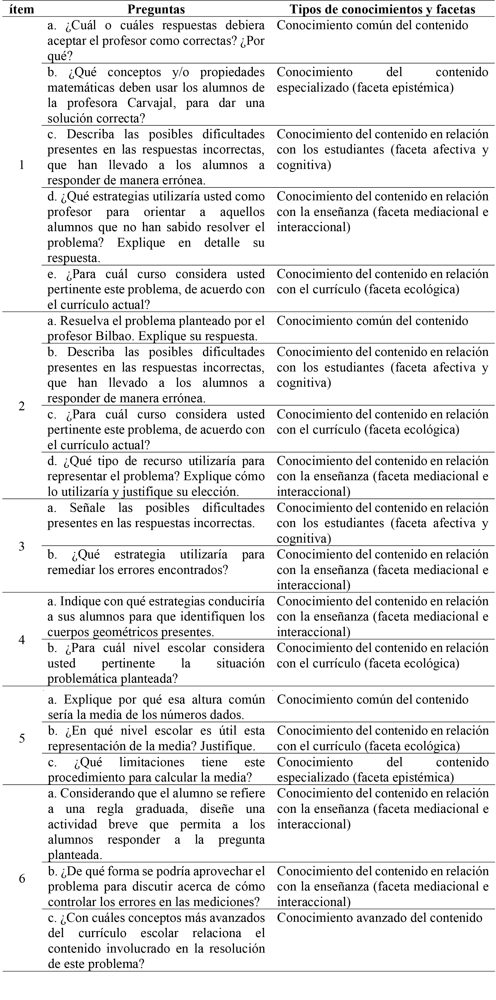 ítem Preguntas Tipos de conocimientos y facetas
1
a. ¿Cuál o cuáles respuestas debiera
aceptar el profesor como correctas? ¿Por
qué?
Conocimiento común del contenido
b. ¿Qué conceptos y/o propiedades
matemáticas deben usar los alumnos de
la profesora Carvajal, para dar una
solución correcta?
Conocimiento del contenido
especializado (faceta epistémica)
c. Describa las posibles dificultades
presentes en las respuestas incorrectas,
que han llevado a los alumnos a
responder de manera errónea.
Conocimiento del contenido en relación
con los estudiantes (faceta afectiva y
cognitiva)
d. ¿Qué estrategias utilizaría usted como
profesor para orientar a aquellos
alumnos que no han sabido resolver el
problema? Explique en detalle su
respuesta.
Conocimiento del contenido en relación
con la enseñanza (faceta mediacional e
interaccional)
e. ¿Para cuál curso considera usted
pertinente este problema, de acuerdo con
el currículo actual?
Conocimiento del contenido en relación
con el currículo (faceta ecológica)
2
a. Resuelva el problema planteado por el
profesor Bilbao. Explique su respuesta.
Conocimiento común del contenido
b. Describa las posibles dificultades
presentes en las respuestas incorrectas,
que han llevado a los alumnos a
responder de manera errónea.
Conocimiento del contenido en relación
con los estudiantes (faceta afectiva y
cognitiva)
c. ¿Para cuál curso considera usted
pertinente este problema, de acuerdo con
el currículo actual?
Conocimiento del contenido en relación
con el currículo (faceta ecológica)
d. ¿Qué tipo de recurso utilizaría para
representar el problema? Explique cómo
lo utilizaría y justifique su elección.
Conocimiento del contenido en relación
con la enseñanza (faceta mediacional e
interaccional)
3
a. Señale las posibles dificultades
presentes en las respuestas incorrectas.
Conocimiento del contenido en relación
con los estudiantes (faceta afectiva y
cognitiva)
b. ¿Qué estrategia utilizaría para
remediar los errores encontrados?
Conocimiento del contenido en relación
con la enseñanza (faceta mediacional e
interaccional)
4
a. Indique con qué estrategias conduciría
a sus alumnos para que identifiquen los
cuerpos geométricos presentes.
Conocimiento del contenido en relación
con la enseñanza (faceta mediacional e
interaccional)
b. ¿Para cuál nivel escolar considera
usted pertinente la situación
problemática planteada?
Conocimiento del contenido en relación
con el currículo (faceta ecológica)
5
a. Explique por qué esa altura común
sería la media de los números dados.
Conocimiento común del contenido
b. ¿En qué nivel escolar es útil esta
representación de la media? Justifique.
Conocimiento del contenido en relación
con el currículo (faceta ecológica)
c. ¿Qué limitaciones tiene este
procedimiento para calcular la media?
Conocimiento del contenido
especializado (faceta epistémica)
6
a. Considerando que el alumno se refiere
a una regla graduada, diseñe una
actividad breve que permita a los
alumnos responder a la pregunta
planteada.
Conocimiento del contenido en relación
con la enseñanza (faceta mediacional e
interaccional)
b. ¿De qué forma se podría aprovechar el
problema para discutir acerca de cómo
controlar los errores en las mediciones?
Conocimiento del contenido en relación
con la enseñanza (faceta mediacional e
interaccional)
c. ¿Con cuáles conceptos más avanzados
del currículo escolar relaciona el
contenido involucrado en la resolución
de este problema?
Conocimiento avanzado del contenido